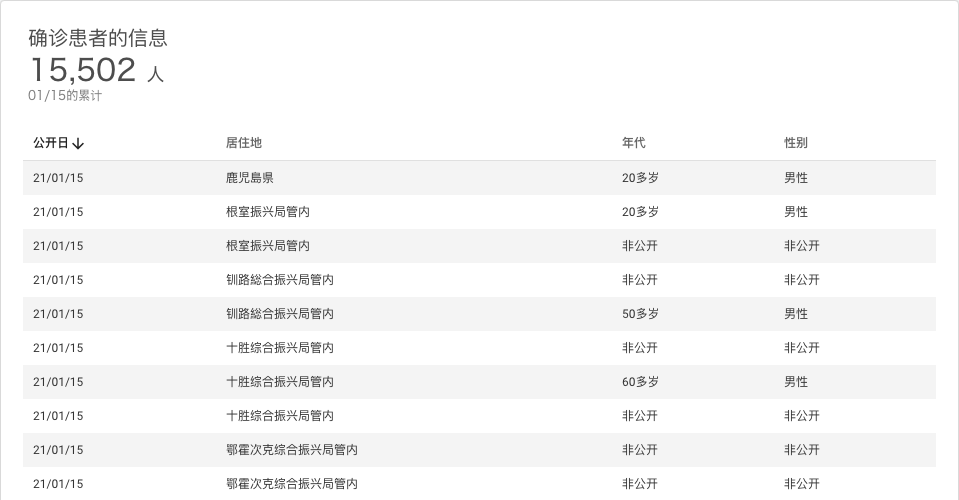 确诊患者的信息
15,502 人
01/15的累计
公开日↓ 居住地 年代 性别
21/01/15 鹿児島県 20多岁 男性
21/01/15 根室振兴局管内 20多岁 男性
21/01/15 根室振兴局管内 非公开 非公开
21/01/15 钏路総合振兴局管内 非公开 非公开
21/01/15 钏路総合振兴局管内 50多岁 男性
21/01/15 十胜综合振兴局管内 非公开 非公开
21/01/15 十胜综合振兴局管内 60多岁 男性
21/01/15 十胜综合振兴局管内 非公开 非公开
21/01/15 鄂霍次克综合振兴局管内 非公开 非公开
21/01/15 鄂霍次克综合振兴局管内 非公开 非公开